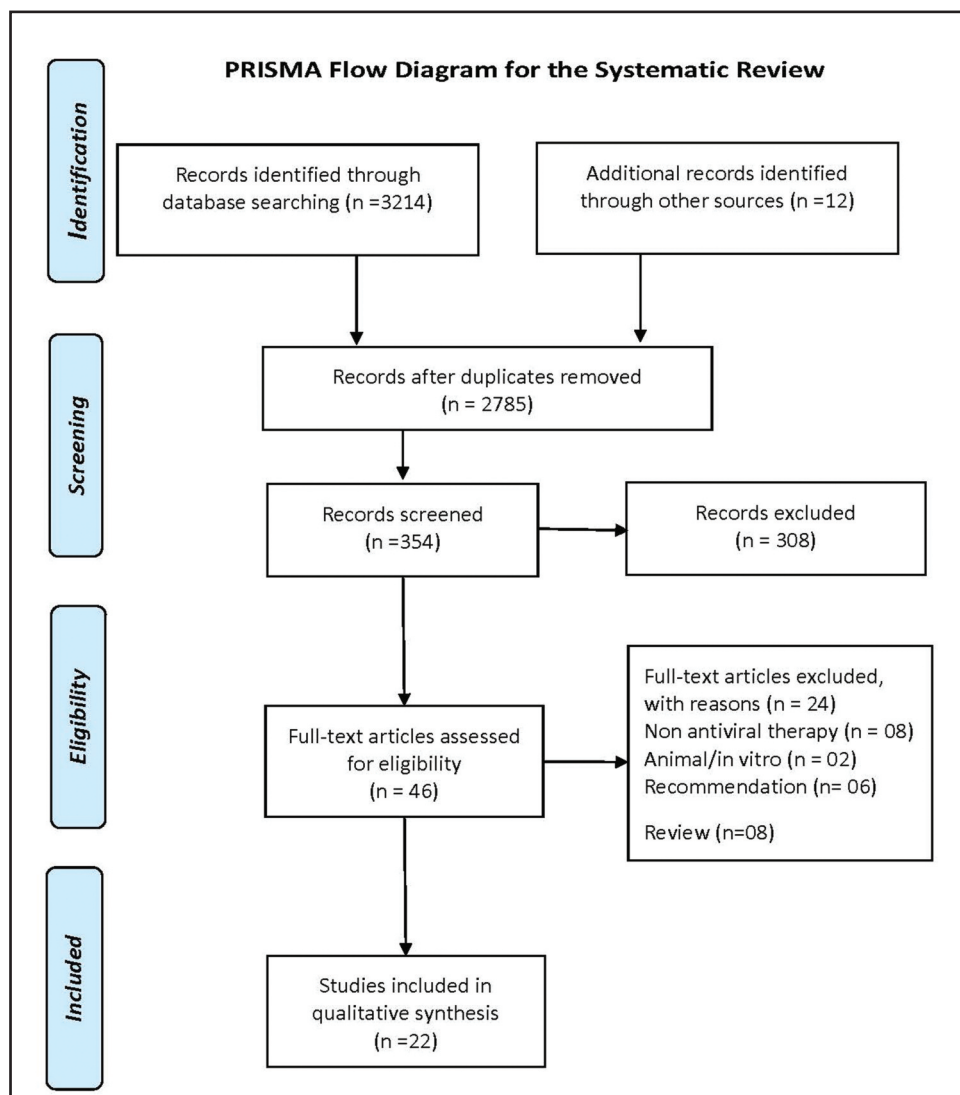 PRISMA Flow Diagram for the Systematic Review
Identification
Records identified through
database searching (n =3214)
Additional records identified
through other sources (n =12)
Screening
Records after duplicates removed
(n = 2785)
Records screened
(n =354)
Records excluded
(n = 308)
Eligibility
Full-text articles assessed
for eligibility
(n = 46)
Full-text articles excluded,
with reasons (n = 24)
Non antiviral therapy (n = 08)
Animal/in vitro (n = 02)
Recommendation (n= 06)
Review (n=08)
Included
Studies included in
qualitative synthesis
(n =22)